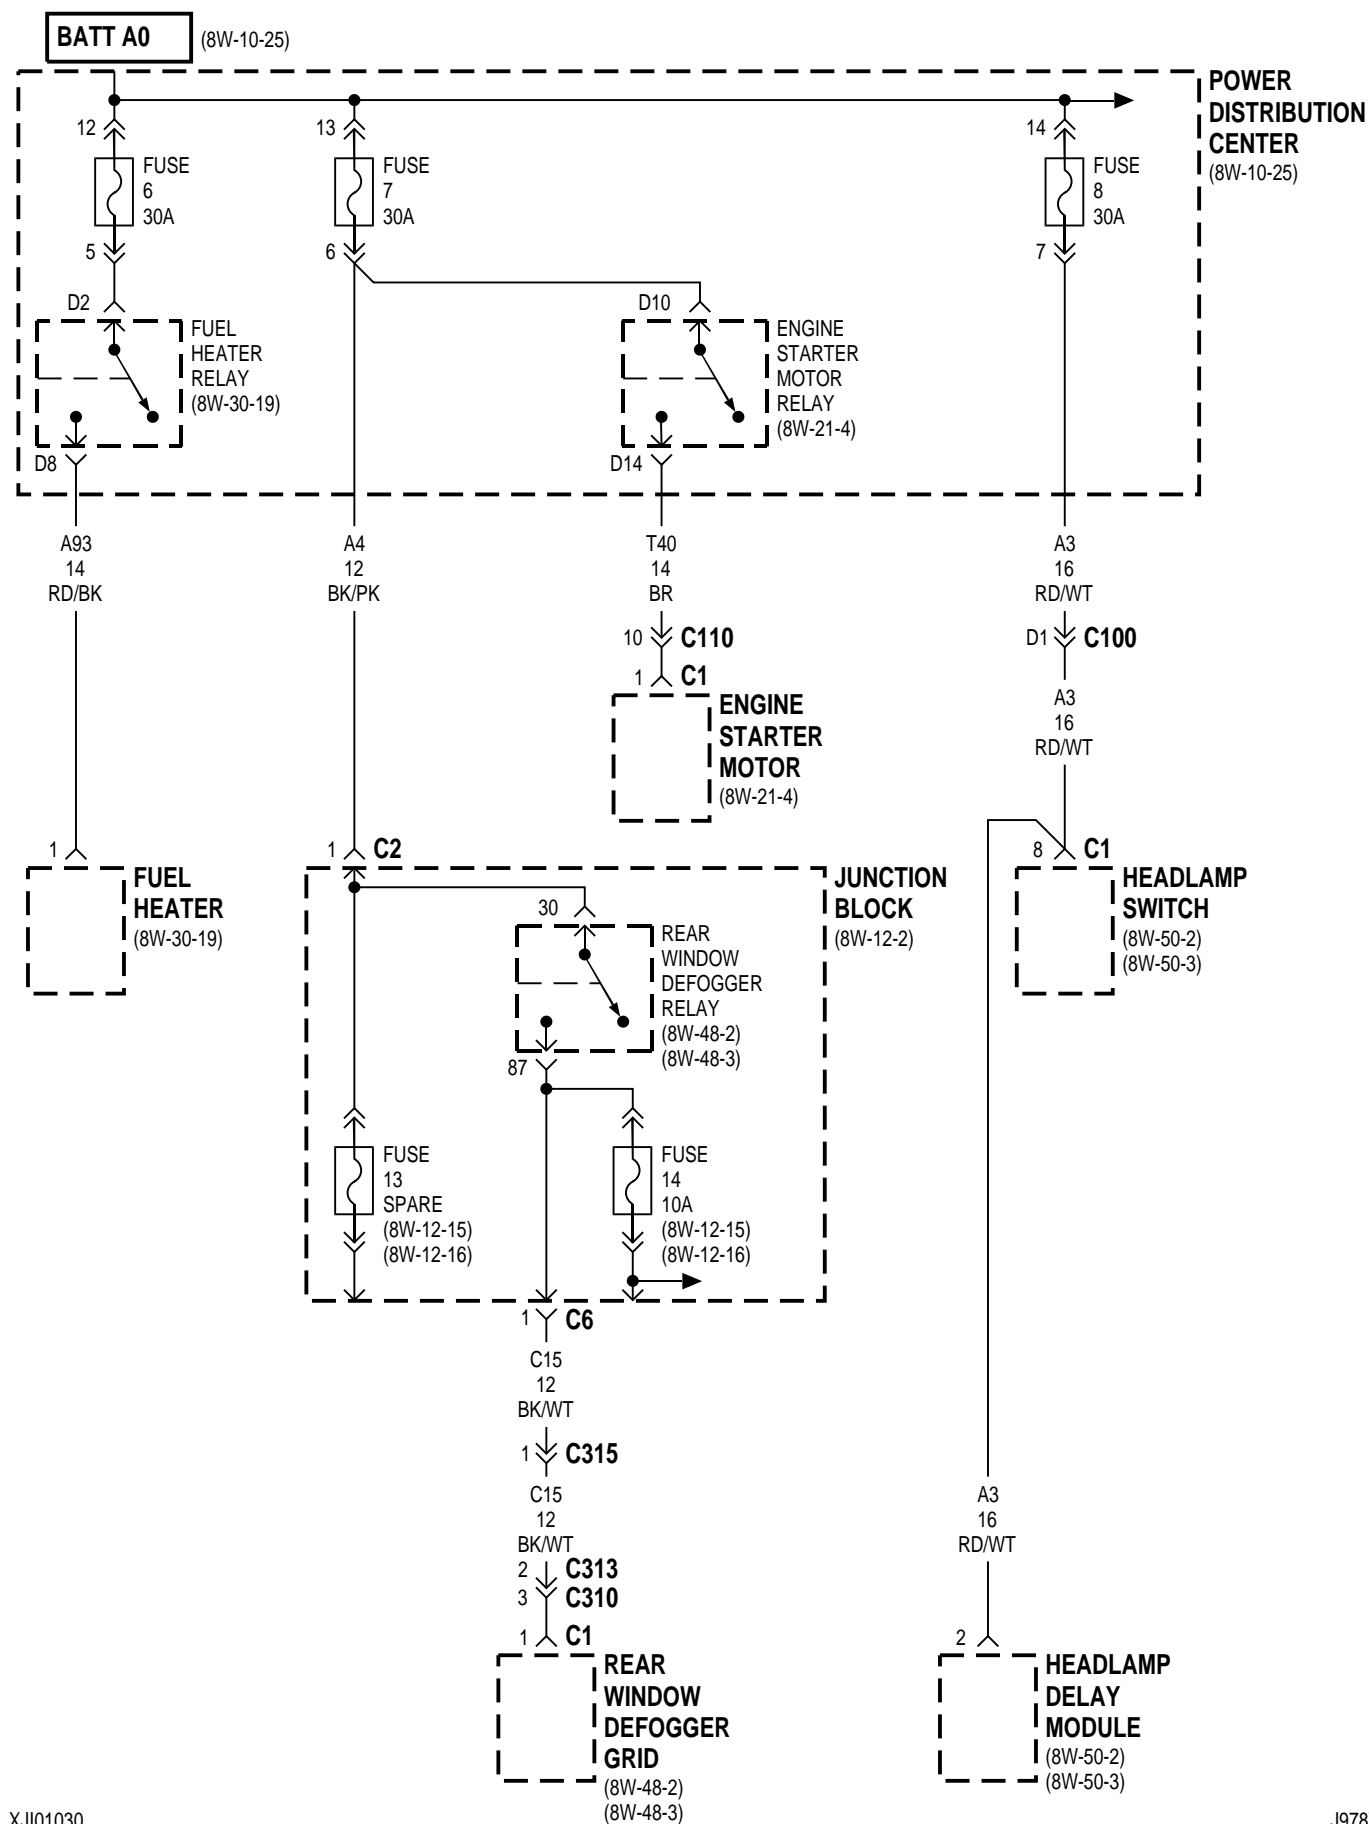 BATT A0 (8W-10-25)
POWER
DISTRIBUTION
CENTER
(8W-10-25)
12
FUSE
6
30A
5
13
FUSE
7
30A
6
14
FUSE
8
30A
7
D2
FUEL
HEATER
RELAY
(8W-30-19)
D8
D10
ENGINE
STARTER
MOTOR
RELAY
(8W-21-4)
D14
A93
14
RD/BK
A4
12
BK/PK
T40
14
BR
A3
16
RD/WT
10 C110
1 C1
ENGINE
STARTER
MOTOR
(8W-21-4)
D1 C100
A3
16
RD/WT
1
FUEL
HEATER
(8W-30-19)
1 C2
JUNCTION
BLOCK
(8W-12-2)
8 C1
HEADLAMP
SWITCH
(8W-50-2)
(8W-50-3)
30
REAR
WINDOW
DEFOGGER
RELAY
(8W-48-2)
(8W-48-3)
87
FUSE
13
SPARE
(8W-12-15)
(8W-12-16)
FUSE
14
10A
(8W-12-15)
(8W-12-16)
1 C6
C15
12
BK/WT
1 C315
C15
12
BK/WT
2 C313
3 C310
1 C1
REAR
WINDOW
DEFOGGER
GRID
(8W-48-2)
(8W-48-3)
A3
16
RD/WT
2
HEADLAMP
DELAY
MODULE
(8W-50-2)
(8W-50-3)
XJI01030
J978